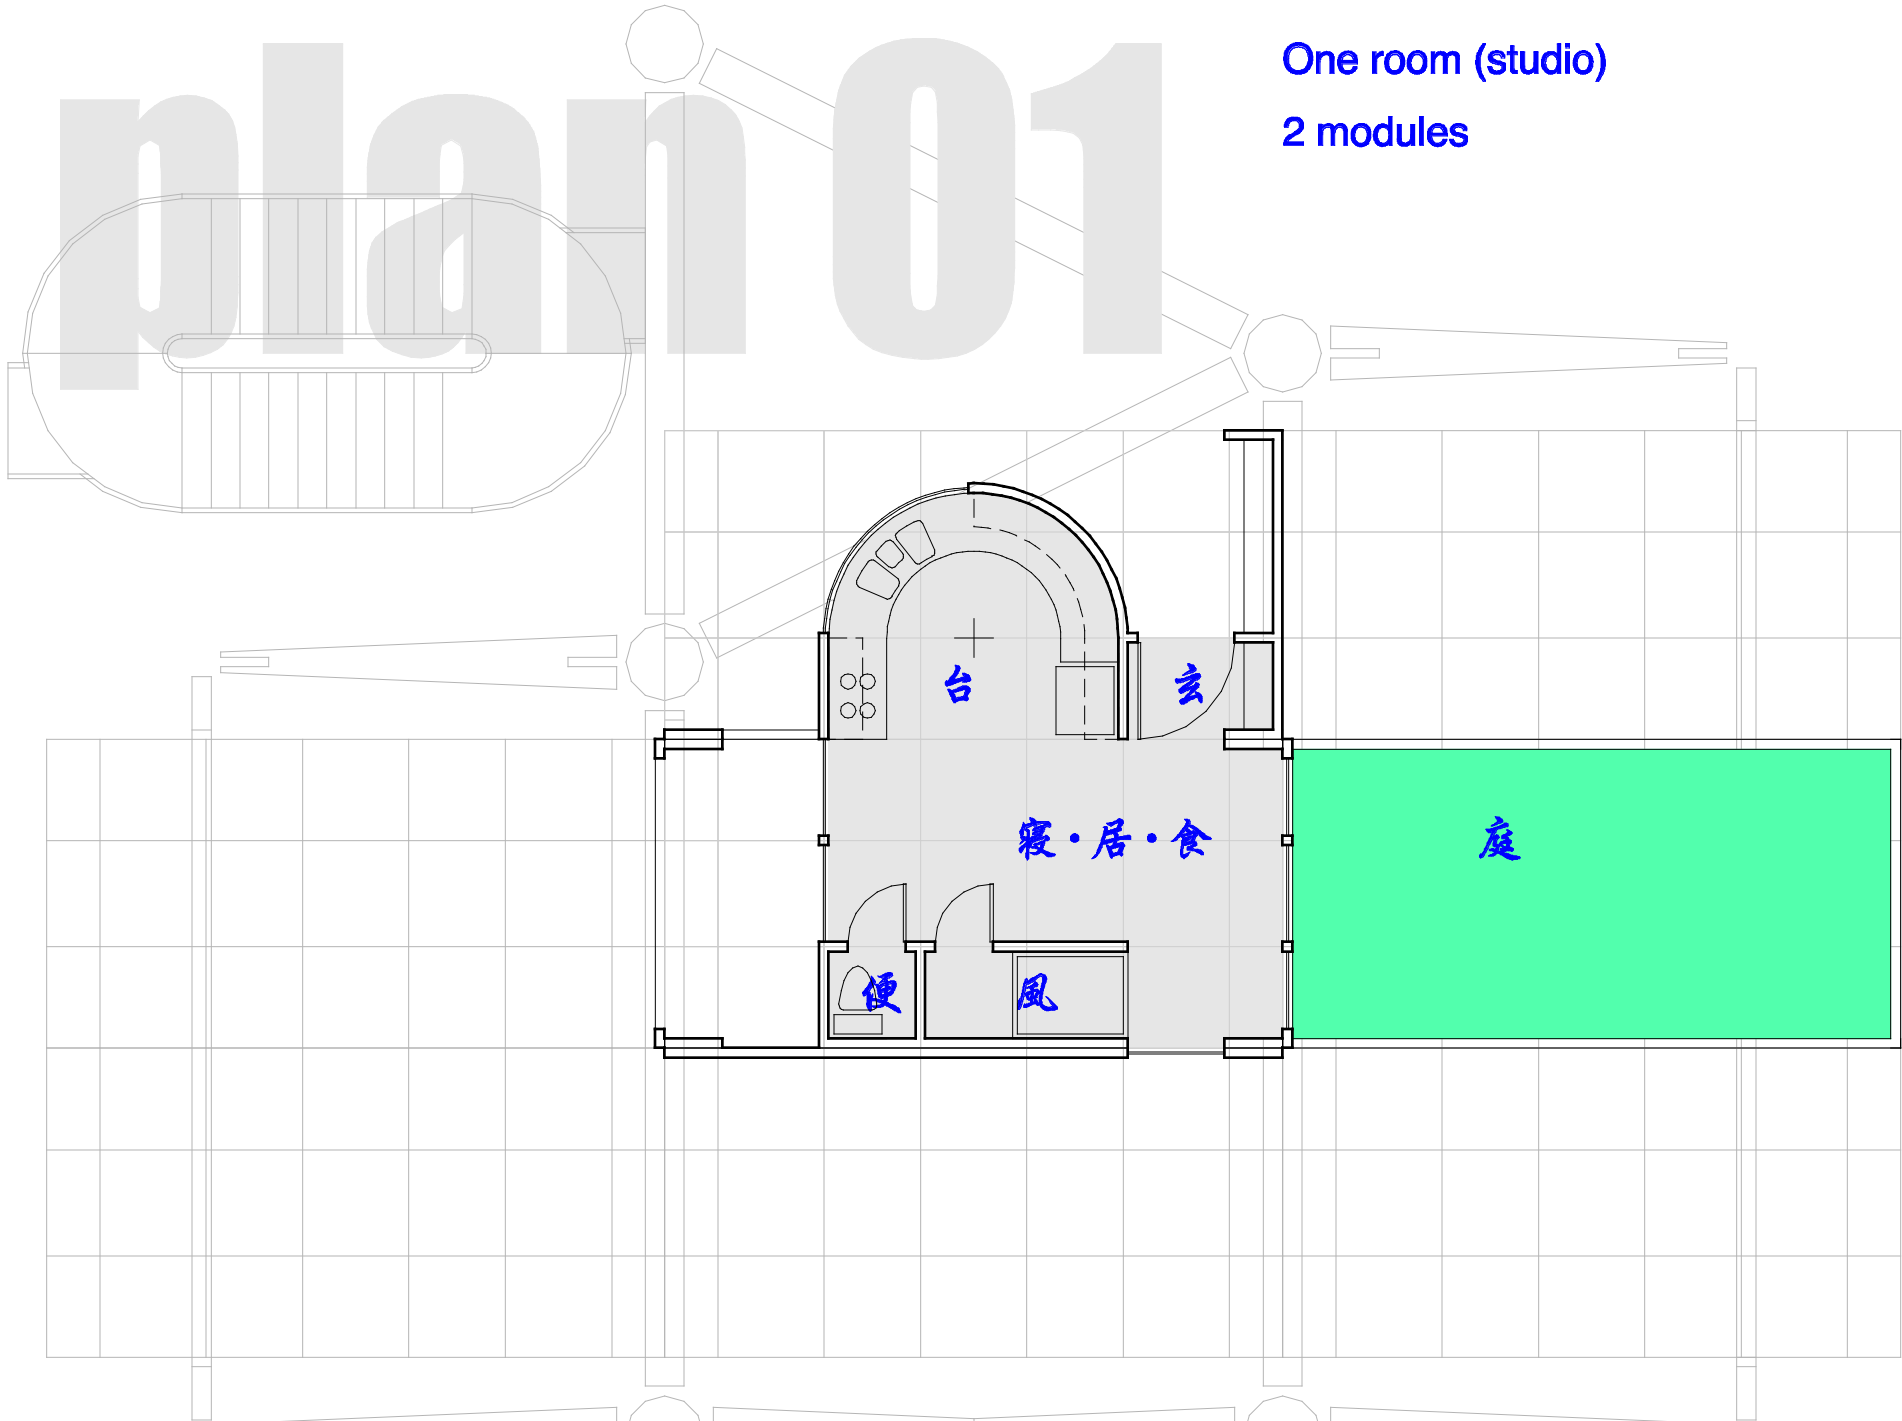 plan 01
One room (studio)
2 modules
台
玄
寝・居・食
庭
便
風